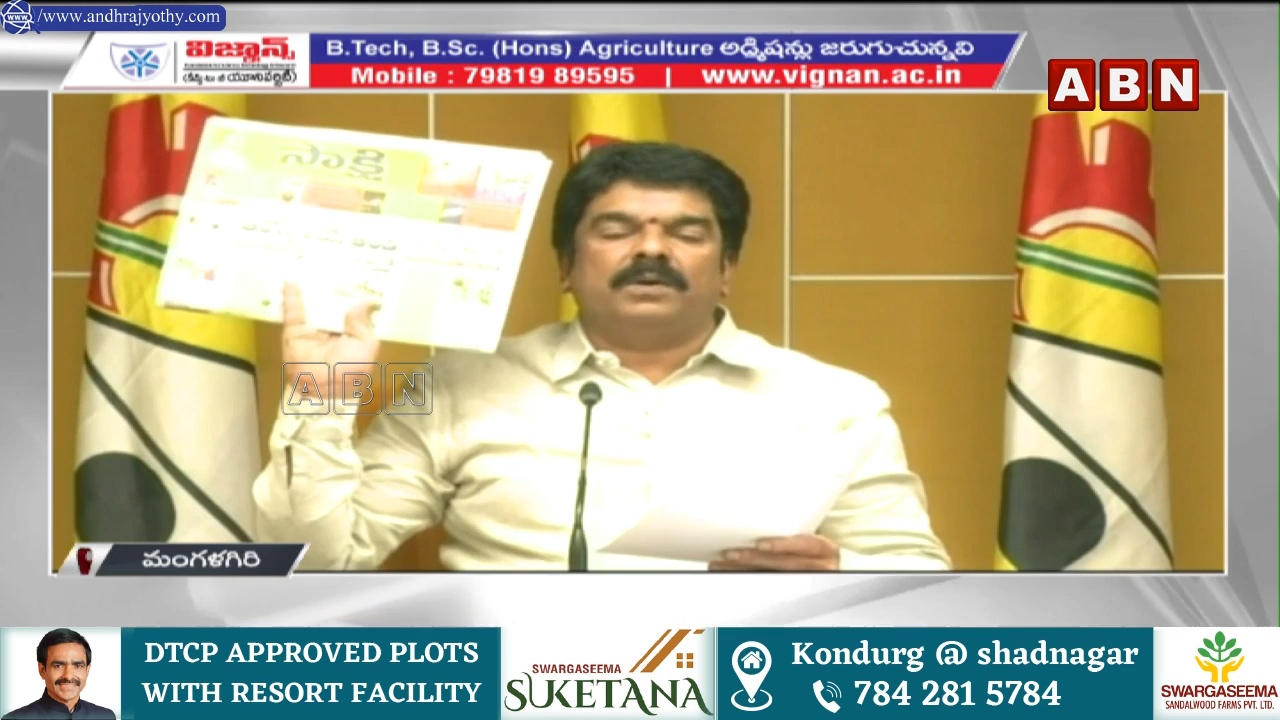 /www.andhrajyothy.com
విజ్ఞాన్స్
(డీమ్డ్ టు బి యూనివర్సిటీ)
B.Tech, B.Sc. (Hons) Agriculture అడ్మిషన్లు జరుగుచున్నవి
Mobile : 79819 89595 | www.vignan.ac.in
ABN
సాక్షి
ABN
మంగళగిరి
DTCP APPROVED PLOTS
WITH RESORT FACILITY
SWARGASEEMA
SUKETANA
Kondurg @ shadnagar
784 281 5784
SWARGASEEMA
SANDALWOOD FARMS PVT. LTD.